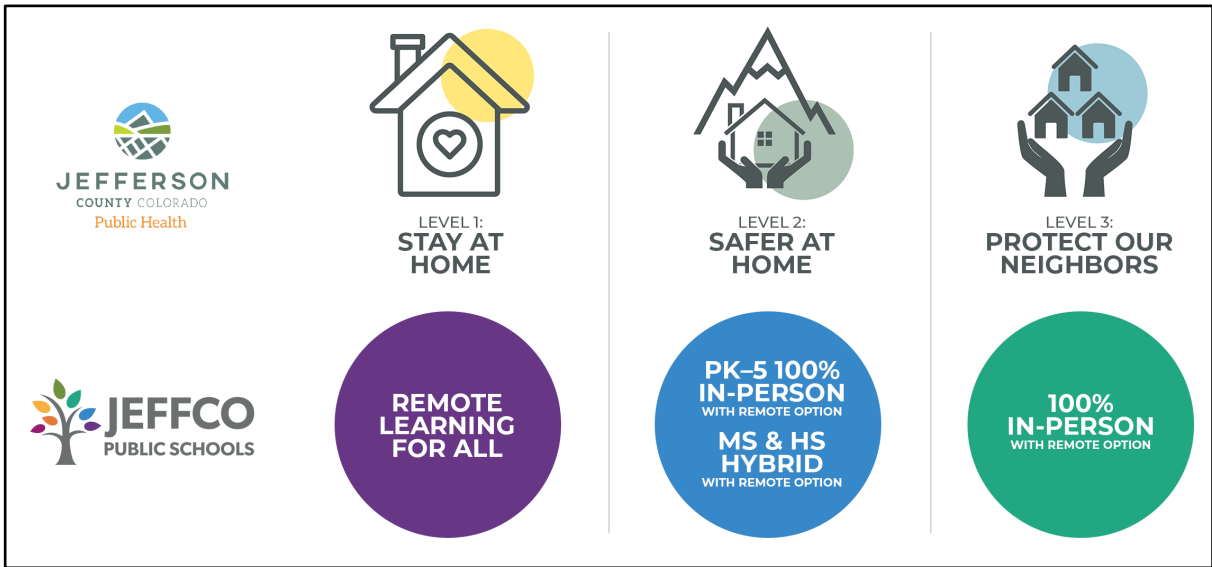 JEFFERSON
COUNTY COLORADO
Public Health
LEVEL 1:
STAY AT
HOME
LEVEL 2:
SAFER AT
HOME
LEVEL 3:
PROTECT OUR
NEIGHBORS
JEFFCO
PUBLIC SCHOOLS
REMOTE
LEARNING
FOR ALL
PK–5 100%
IN-PERSON
WITH REMOTE OPTION
MS & HS
HYBRID
WITH REMOTE OPTION
100%
IN-PERSON
WITH REMOTE OPTION